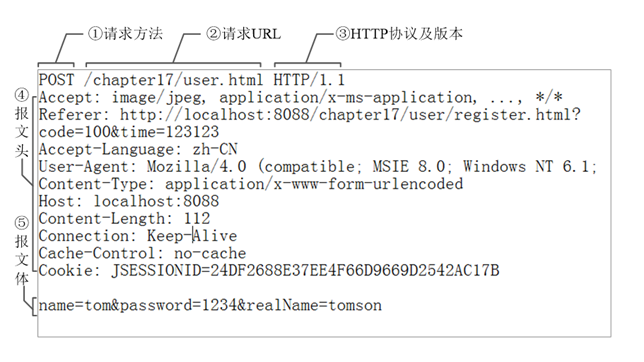 ①请求方法 ②请求URL ③HTTP协议及版本
POST /chapter17/user.html HTTP/1.1
④报文头
Accept: image/jpeg, application/x-ms-application, ..., */*
Referer: http://localhost:8088/chapter17/user/register.html?
code=100&time=123123
Accept-Language: zh-CN
User-Agent: Mozilla/4.0 (compatible; MSIE 8.0; Windows NT 6.1;
Content-Type: application/x-www-form-urlencoded
Host: localhost:8088
Content-Length: 112
Connection: Keep-Alive
Cache-Control: no-cache
Cookie: JSESSIONID=24DF2688E37EE4F66D9669D2542AC17B
⑤报文体
name=tom&password=1234&realName=tomson